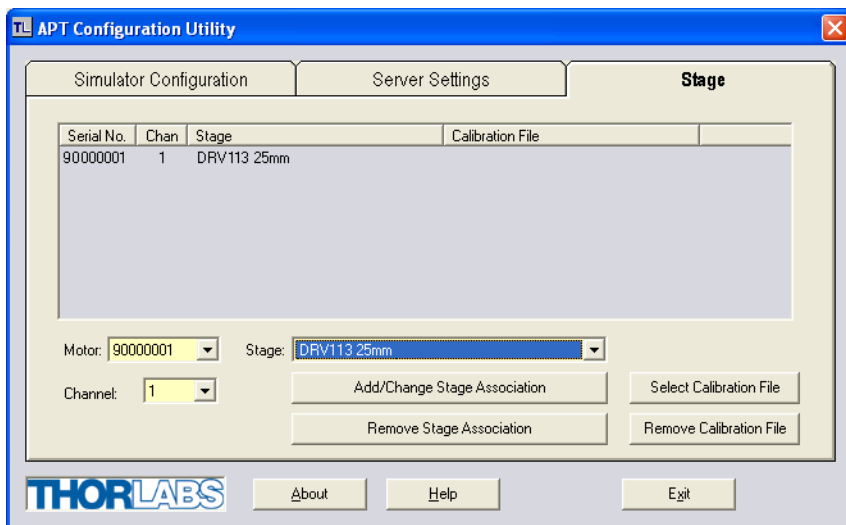 TL APT Configuration Utility
Simulator Configuration Server Settings Stage
Serial No. Chan Stage Calibration File
90000001 1 DRV113 25mm
Motor: 90000001 Stage: DRV113 25mm
Channel: 1 Add/Change Stage Association Select Calibration File
Remove Stage Association Remove Calibration File
THORLABS About Help Exit